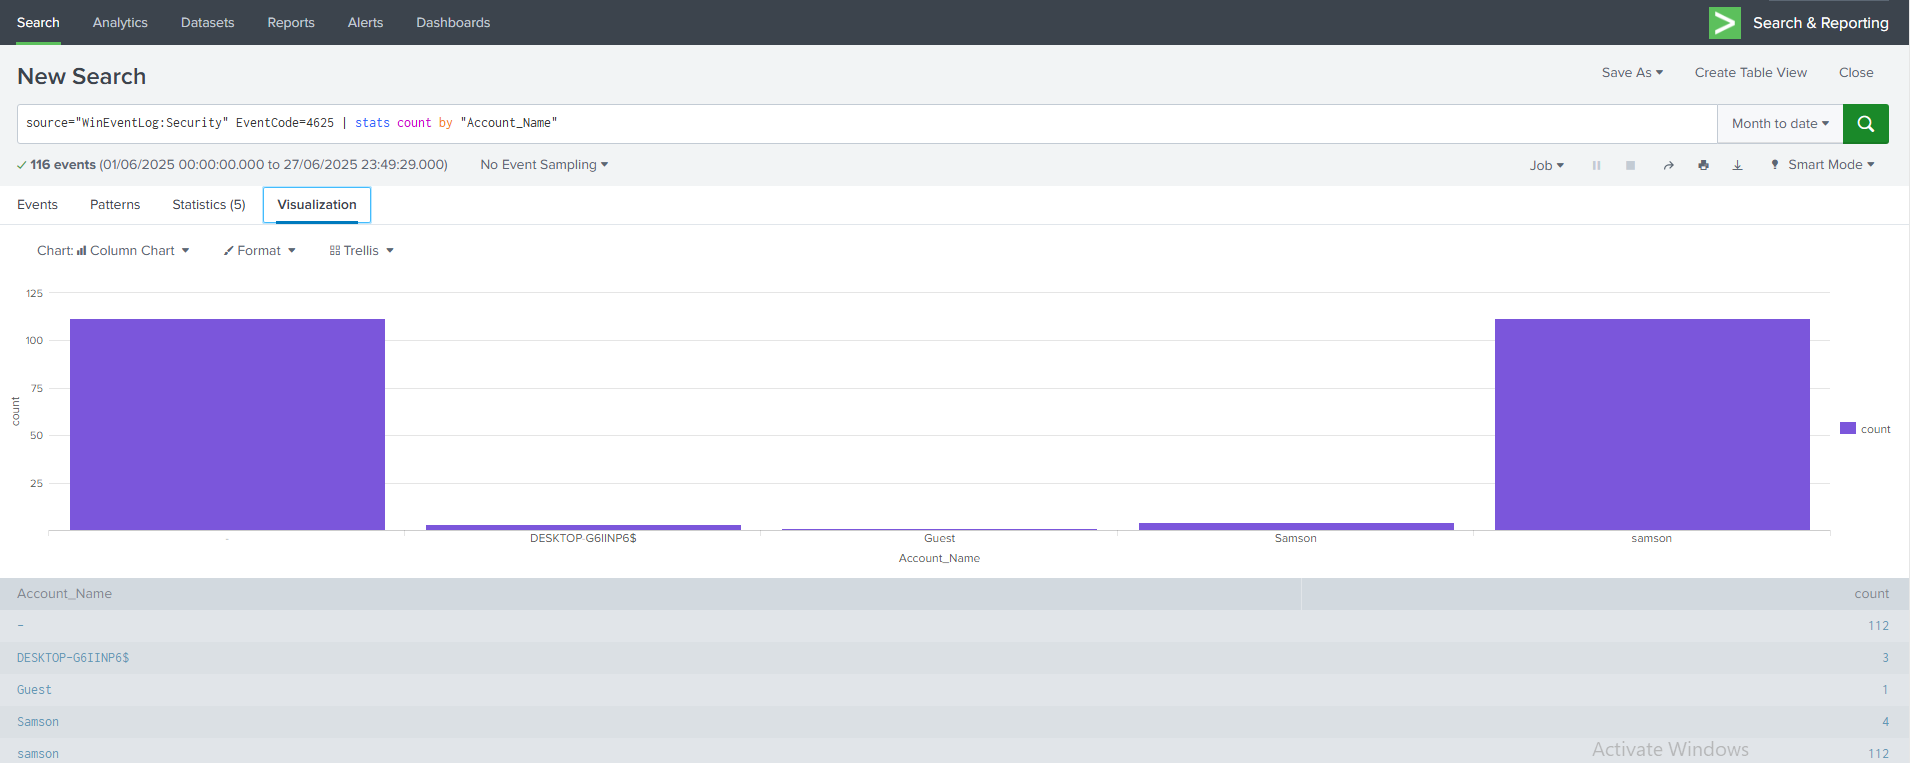 Search Analytics Datasets Reports Alerts Dashboards Search & Reporting
New Search Save As Create Table View Close
source="WinEventLog:Security" EventCode=4625 | stats count by "Account_Name" Month to date
116 events (01/06/2025 00:00:00.000 to 27/06/2025 23:49:29.000) No Event Sampling Job Smart Mode
Events Patterns Statistics (5) Visualization
Chart: Column Chart Format Trellis
125
100
75
50
25
count
count
- DESKTOP-G6IINP6$ Guest Samson samson
Account_Name
Account_Name count
- 112
DESKTOP-G6IINP6$ 3
Guest 1
Samson 4
samson 112
Activate Windows